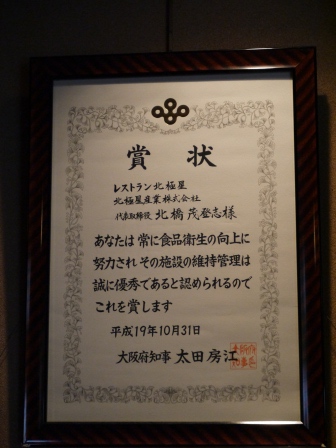 賞状
レストラン北極星
北極星産業株式会社
代表取締役 北橋茂登志様
あなたは常に食品衛生の向上に
努力されその施設の維持管理は
誠に優秀であると認められるので
これを賞します
平成19年10月31日
大阪府知事 太田房江